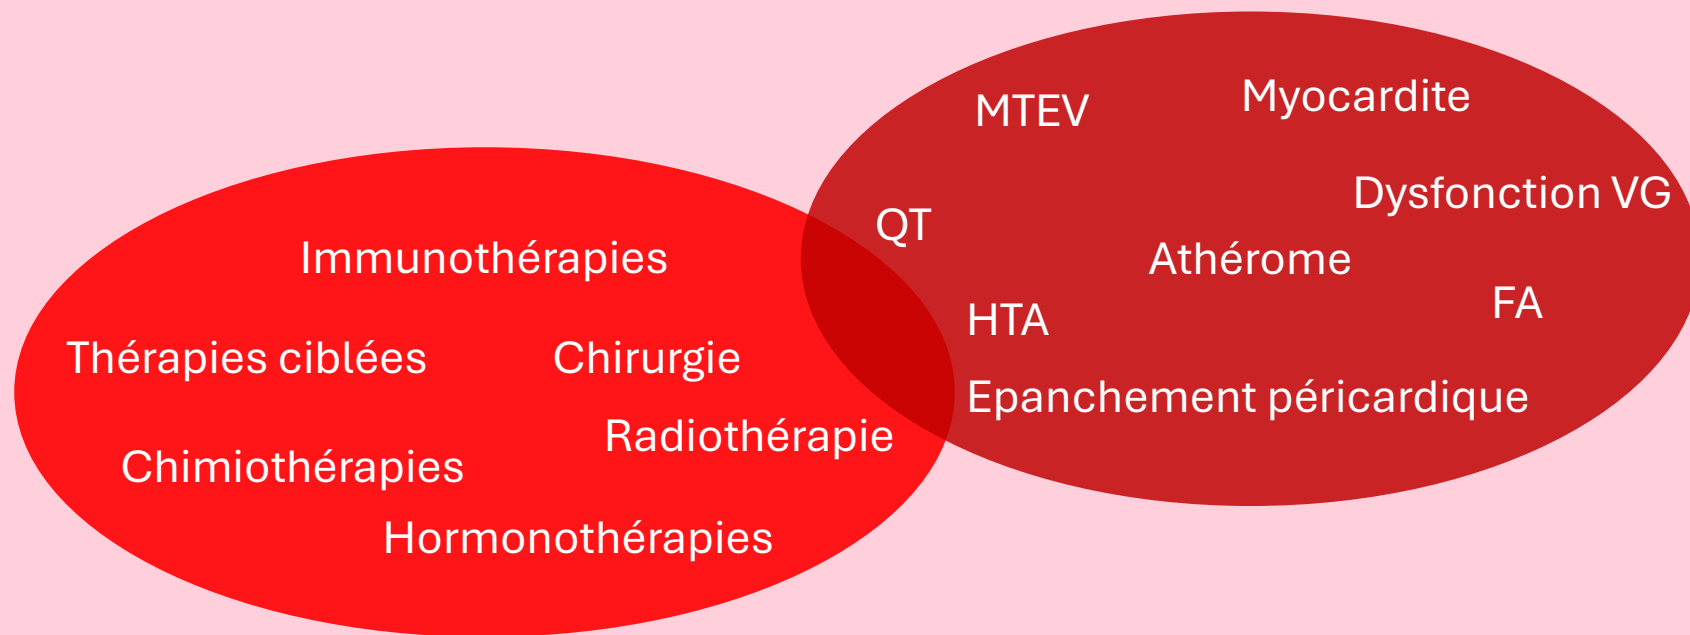 Immunothérapies
Thérapies ciblées
Chirurgie
Radiothérapie
Chimiothérapies
Hormonothérapies
MTEV
Myocardite
Dysfonction VG
QT
Athérome
FA
HTA
Epanchement péricardique